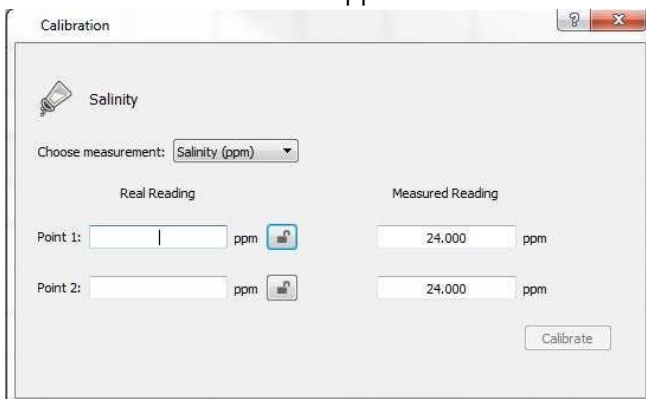 Calibration
Salinity
Choose measurement: Salinity (ppm)
Real Reading Measured Reading
Point 1: ppm 24.000 ppm
Point 2: ppm 24.000 ppm
Calibrate